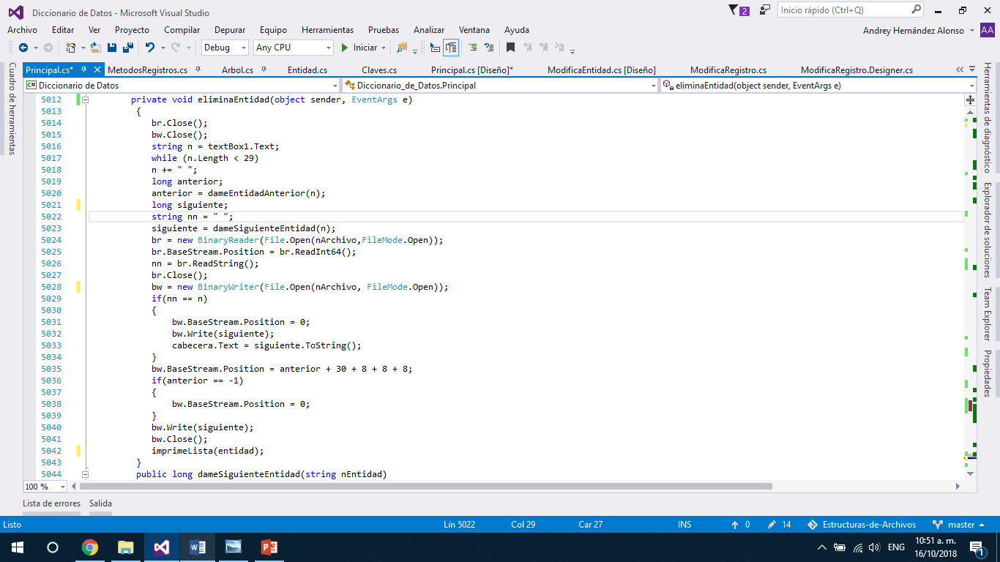 Diccionario de Datos - Microsoft Visual Studio
2
Inicio rápido (Ctrl+Q)
Archivo Editar Ver Proyecto Compilar Depurar Equipo Herramientas Pruebas Analizar Ventana Ayuda
Andrey Hernández Alonso AA
Debug Any CPU Iniciar
Principal.cs* MetodosRegistros.cs Arbol.cs Entidad.cs Claves.cs Principal.cs [Diseño]* ModificaEntidad.cs [Diseño] ModificaRegistro.cs ModificaRegistro.Designer.cs
C# Diccionario de Datos Diccionario_de_Datos.Principal eliminaEntidad(object sender, EventArgs e)
5012 private void eliminaEntidad(object sender, EventArgs e)
5013 {
5014 br.Close();
5015 bw.Close();
5016 string n = textBox1.Text;
5017 while (n.Length < 29)
5018 n += " ";
5019 long anterior;
5020 anterior = dameEntidadAnterior(n);
5021 long siguiente;
5022 string nn = " ";
5023 siguiente = dameSiguienteEntidad(n);
5024 br = new BinaryReader(File.Open(nArchivo,FileMode.Open));
5025 br.BaseStream.Position = br.ReadInt64();
5026 nn = br.ReadString();
5027 br.Close();
5028 bw = new BinaryWriter(File.Open(nArchivo, FileMode.Open));
5029 if(nn == n)
5030 {
5031 bw.BaseStream.Position = 0;
5032 bw.Write(siguiente);
5033 cabecera.Text = siguiente.ToString();
5034 }
5035 bw.BaseStream.Position = anterior + 30 + 8 + 8 + 8;
5036 if(anterior == -1)
5037 {
5038 bw.BaseStream.Position = 0;
5039 }
5040 bw.Write(siguiente);
5041 bw.Close();
5042 imprimeLista(entidad);
5043 }
5044 public long dameSiguienteEntidad(string nEntidad)
100 %
Cuadro de herramientas
Herramientas de diagnóstico
Explorador de soluciones
Team Explorer
Propiedades
Lista de errores Salida
Listo Lín 5022 Col 29 Car 27 INS 0 14 Estructuras-de-Archivos master
ENG 10:51 a. m.
16/10/2018 1